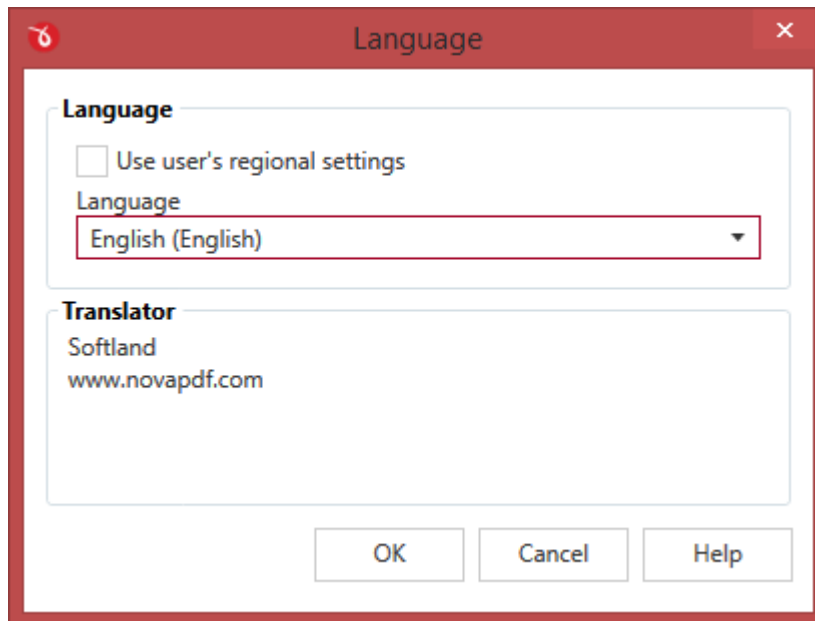 Language
Language
Use user's regional settings
Language
English (English)
Translator
Softland
www.novapdf.com
OK Cancel Help